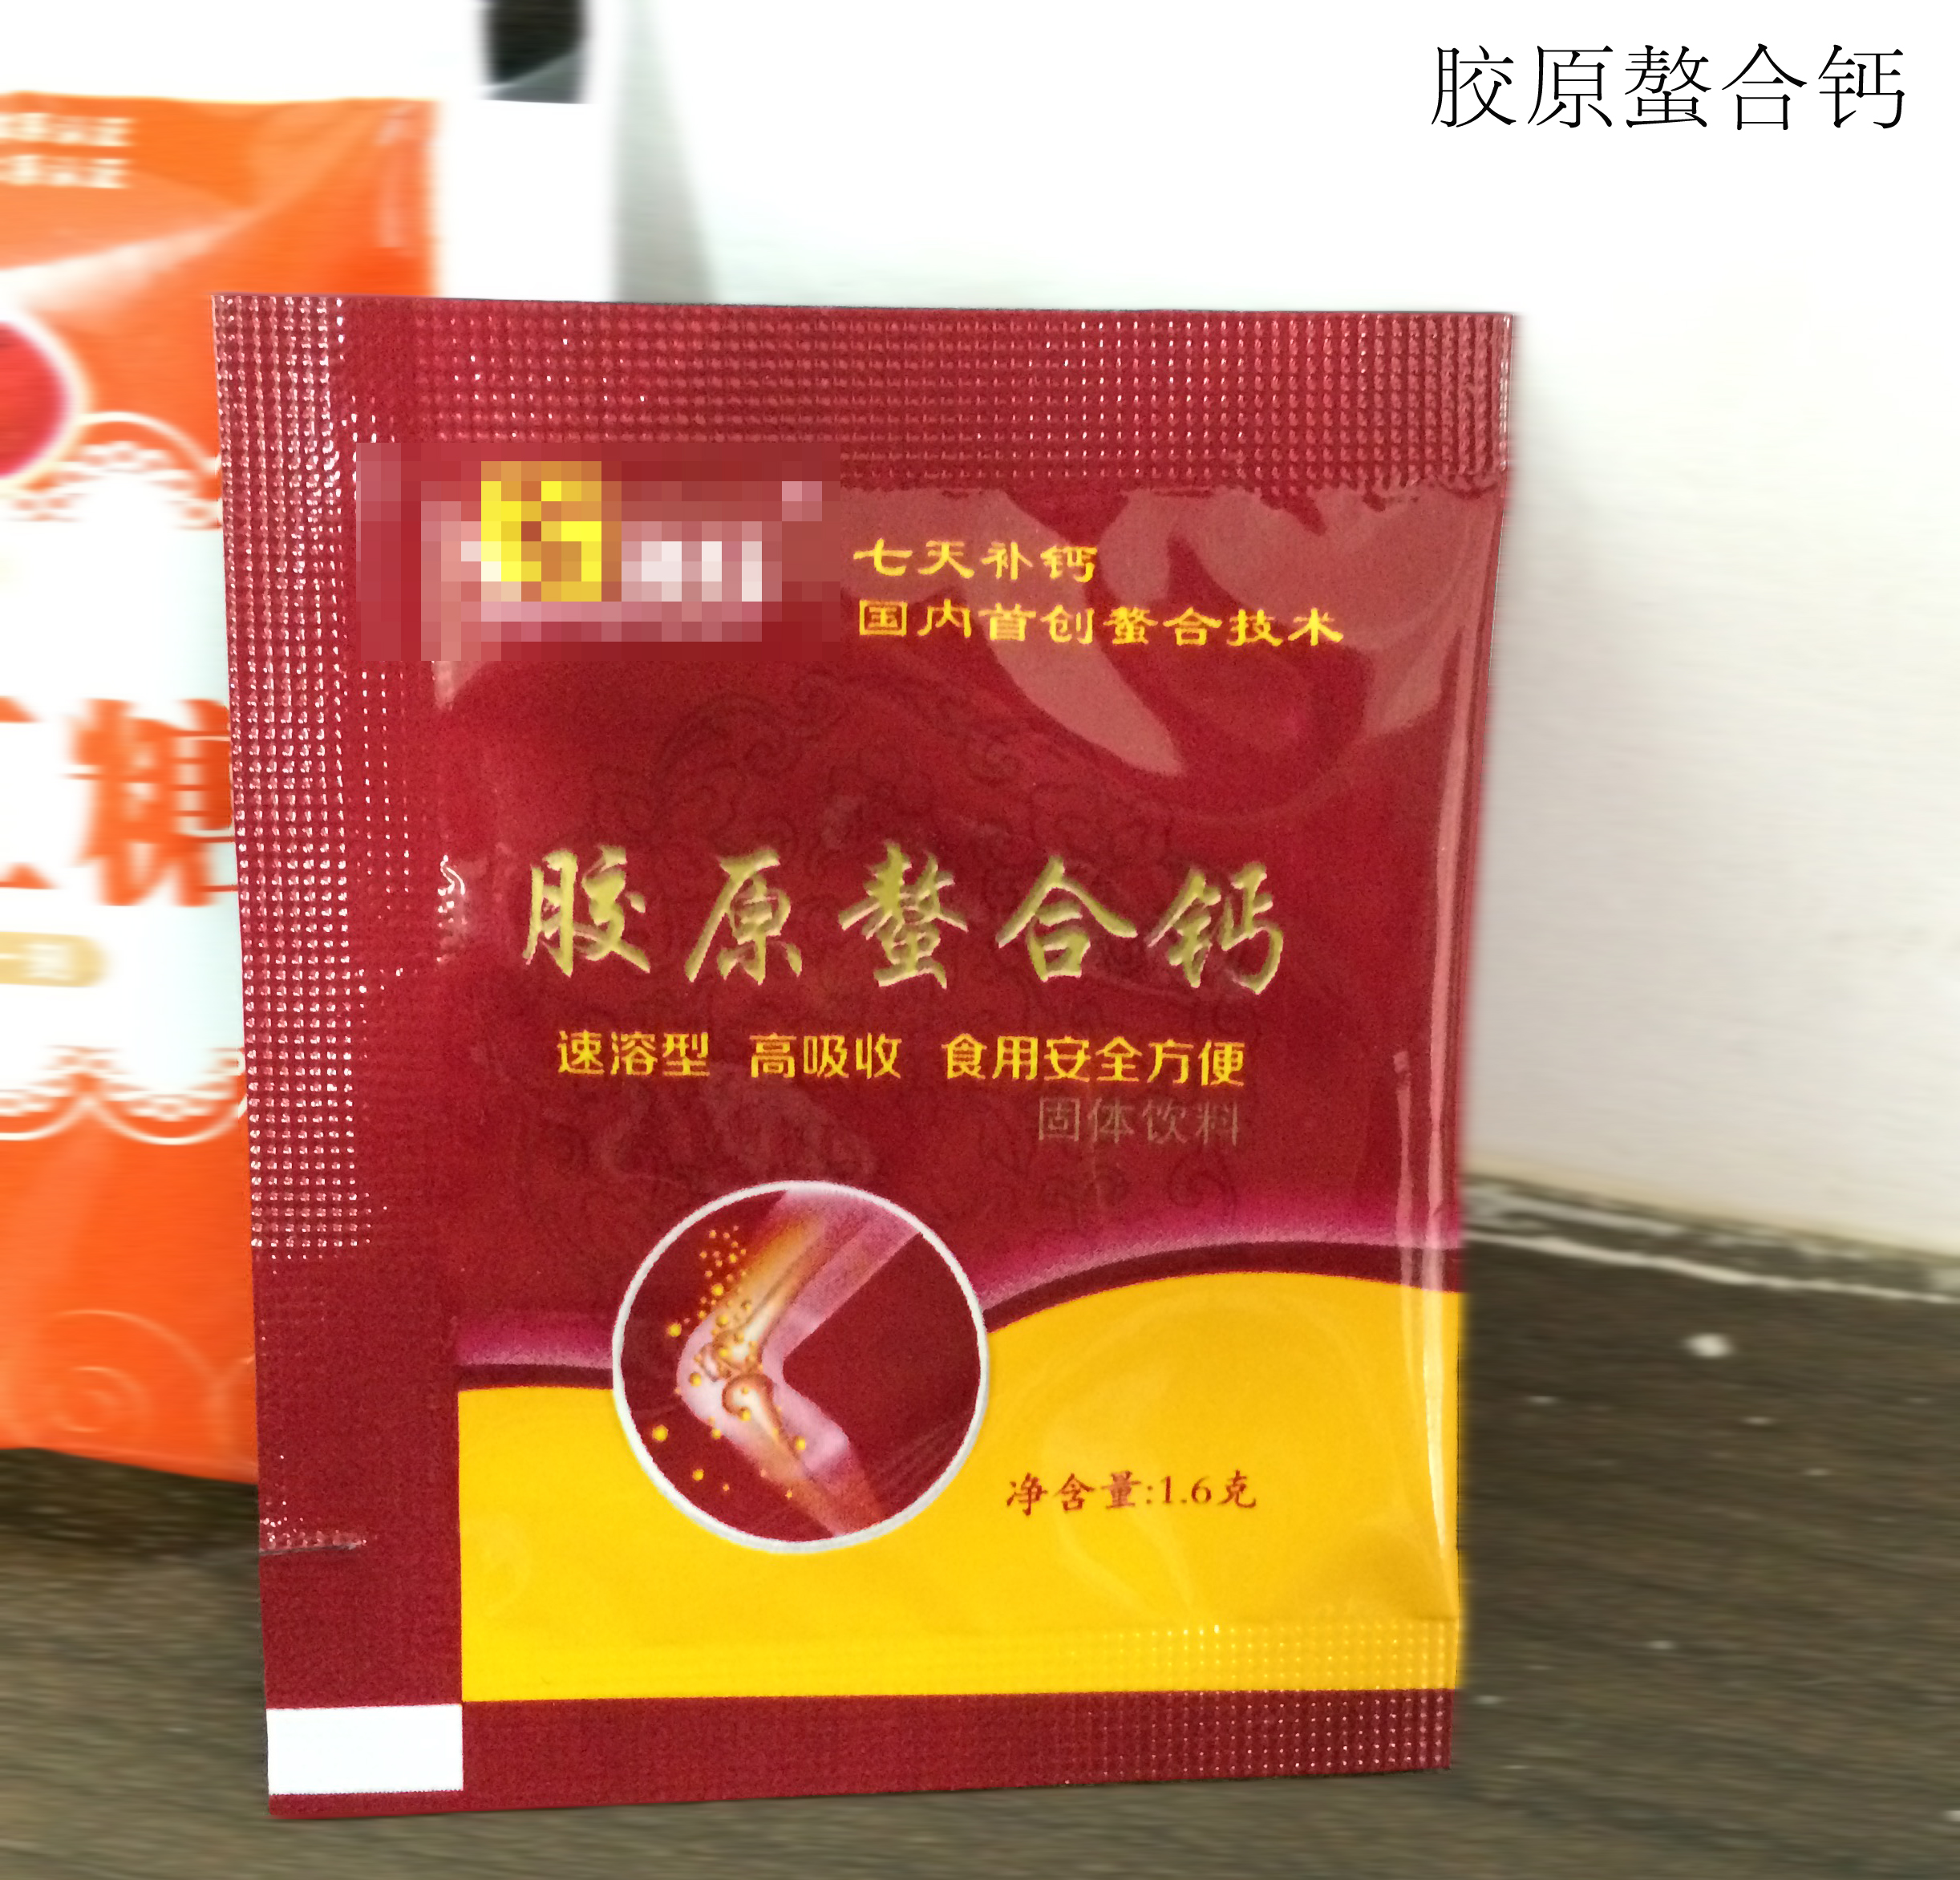 胶原螯合钙
七天补钙
国内首创螯合技术
胶原螯合钙
速溶型 高吸收 食用安全方便
固体饮料
净含量:1.6克
糖